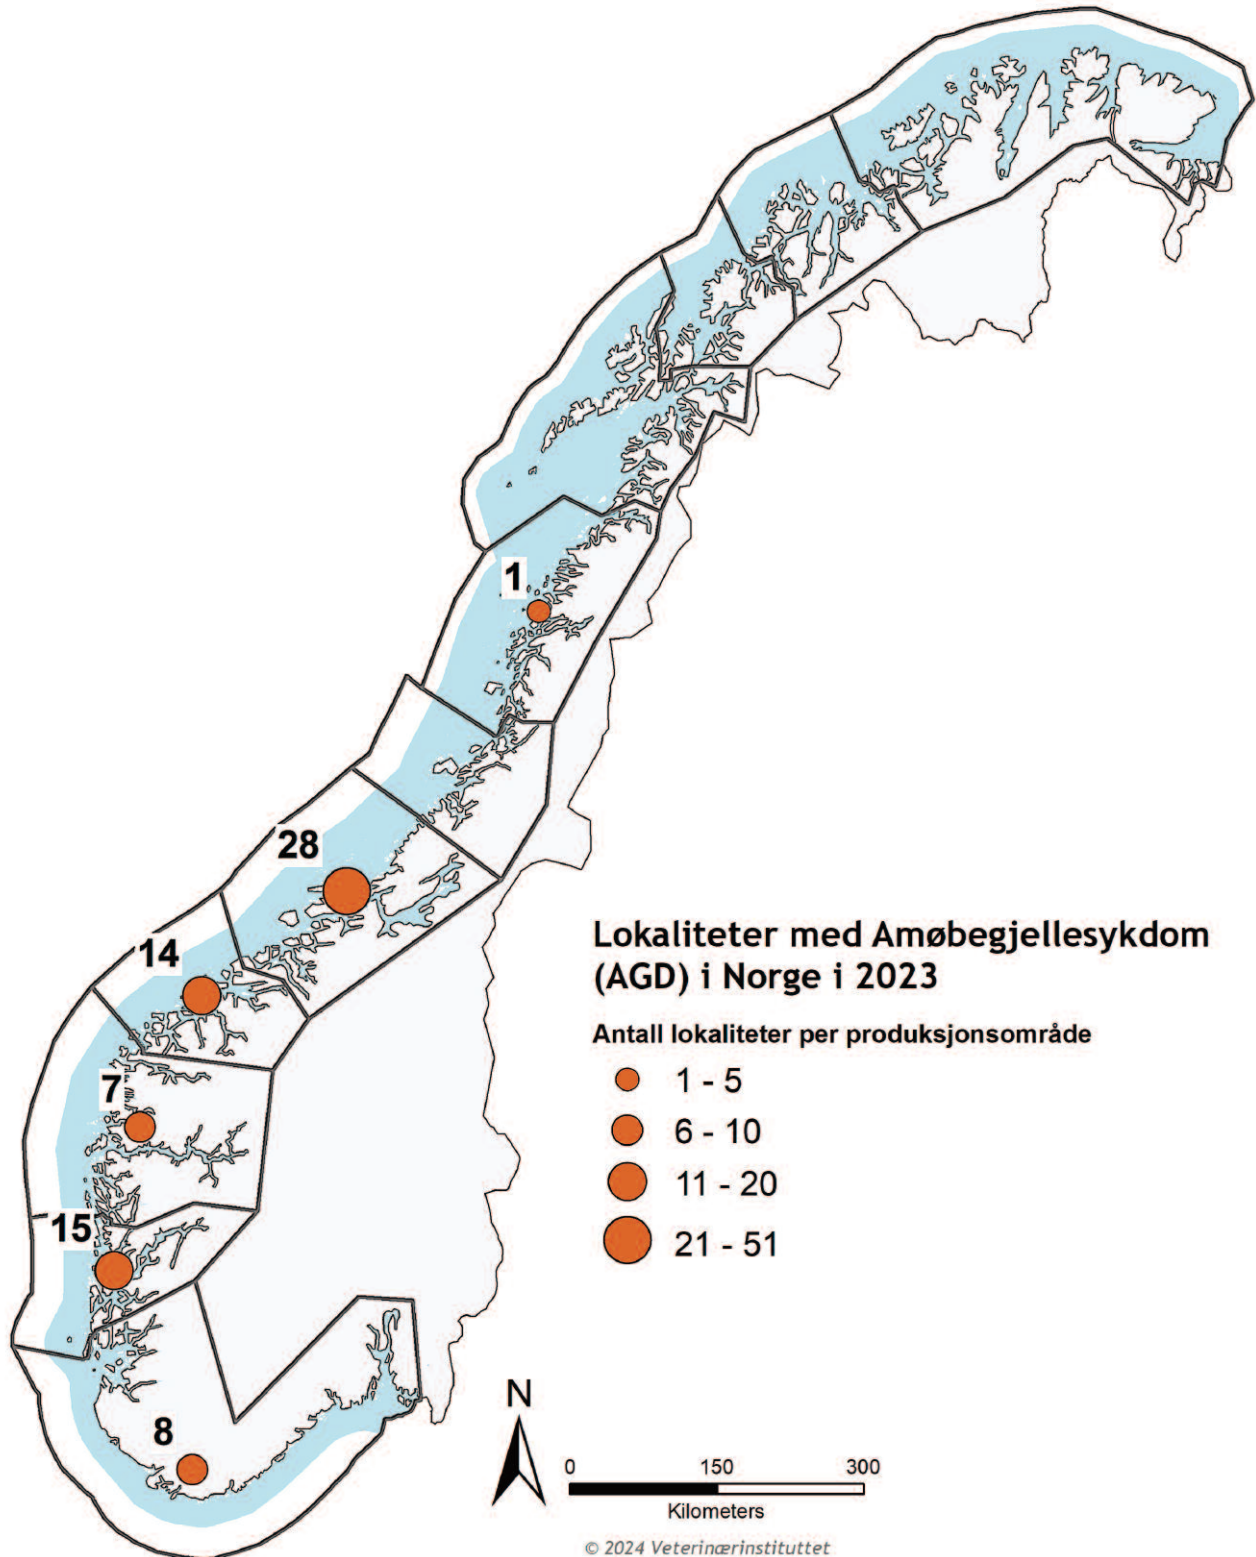 1
28
14
7
15
8
Lokaliteter med Amøbegjellesykdom
(AGD) i Norge i 2023
Antall lokaliteter per produksjonsområde
1 - 5
6 - 10
11 - 20
21 - 51
N
0 150 300
Kilometers
© 2024 Veterinærinstituttet